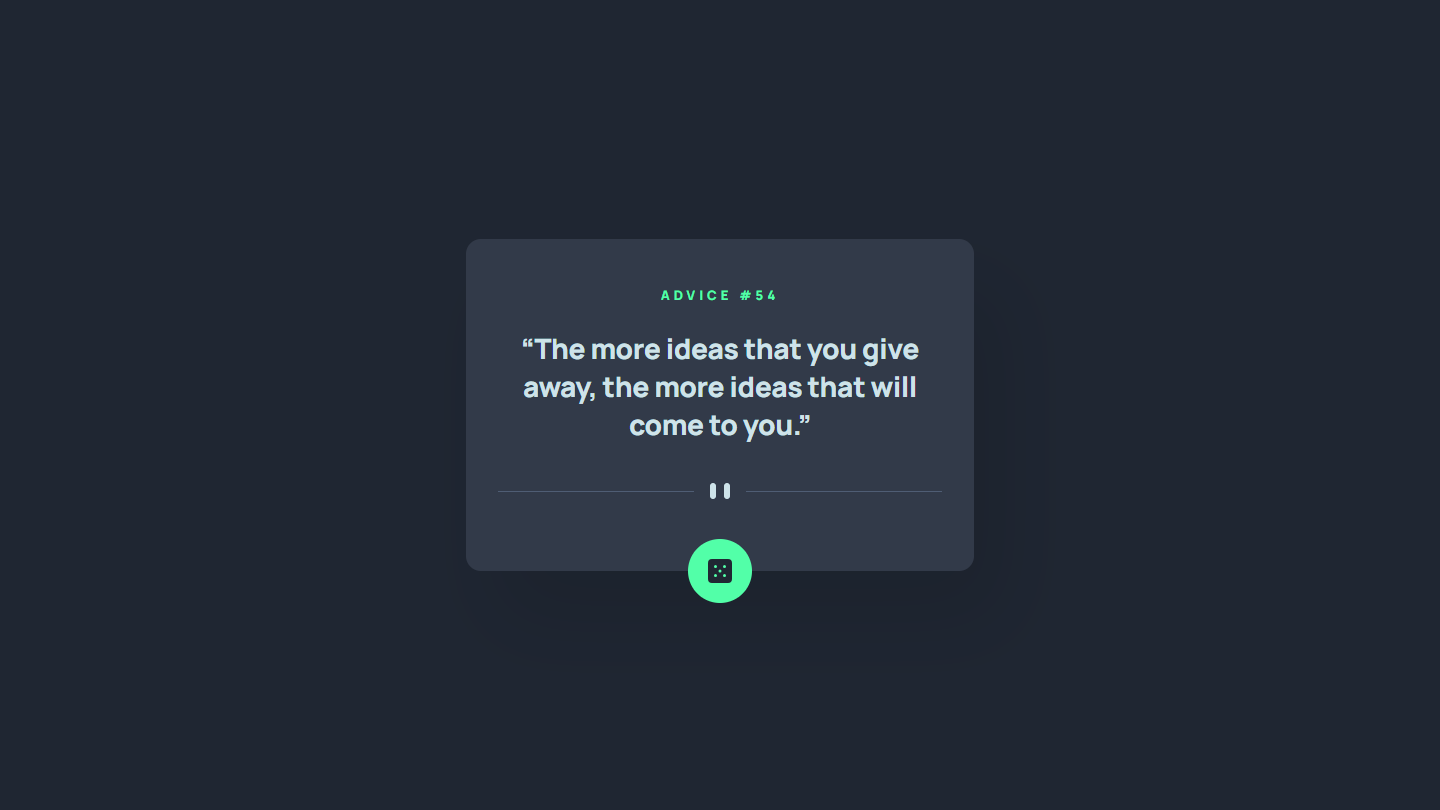 ADVICE #54
“The more ideas that you give
away, the more ideas that will
come to you.”